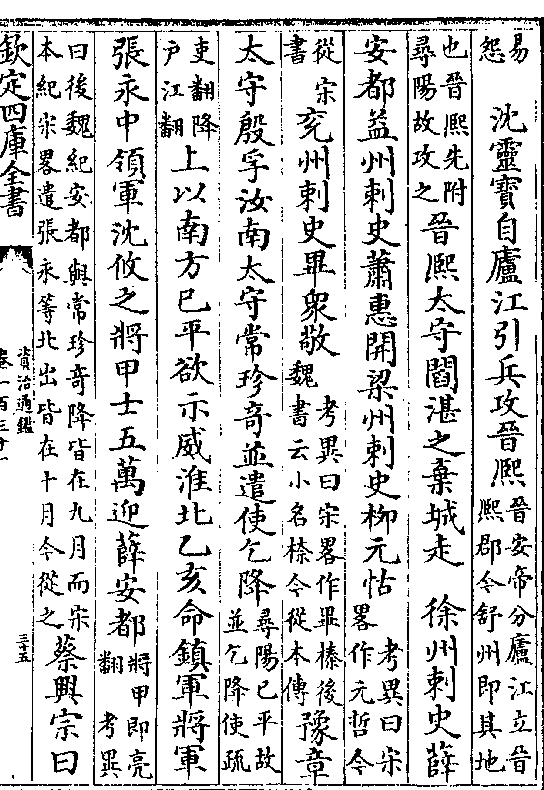 易
怨
沈靈寶自廬江引兵攻晉熙
晉安帝分廬江立晉
熙郡今舒州即其地
也晉熙先附
尋陽故攻之
晉熙太守閻湛之棄城走 徐州刺史薛
安都益州刺史蕭惠開梁州刺史柳元怙
考異曰宋
畧作元哲今
從宋
書
兖州刺史畢衆敬
考異曰宋畧作畢榛後
魏書云小名榛今從本傳
豫章
太守殷孚汝南太守常珍奇並遣使乞降
尋陽已平故
並乞降使疏
吏翻降
戸江翻
上以南方已平欲示威淮北乙亥命鎮軍將軍
張永中領軍沈攸之將甲士五萬迎薛安都
將甲即亮
翻 考異
曰後魏紀安都與常珍奇降皆在九月而宋
本紀宋畧遣張永等北出皆在十月今從之
蔡興宗曰
欽定四庫全書
資治通鑑
卷一百三十一
三十五